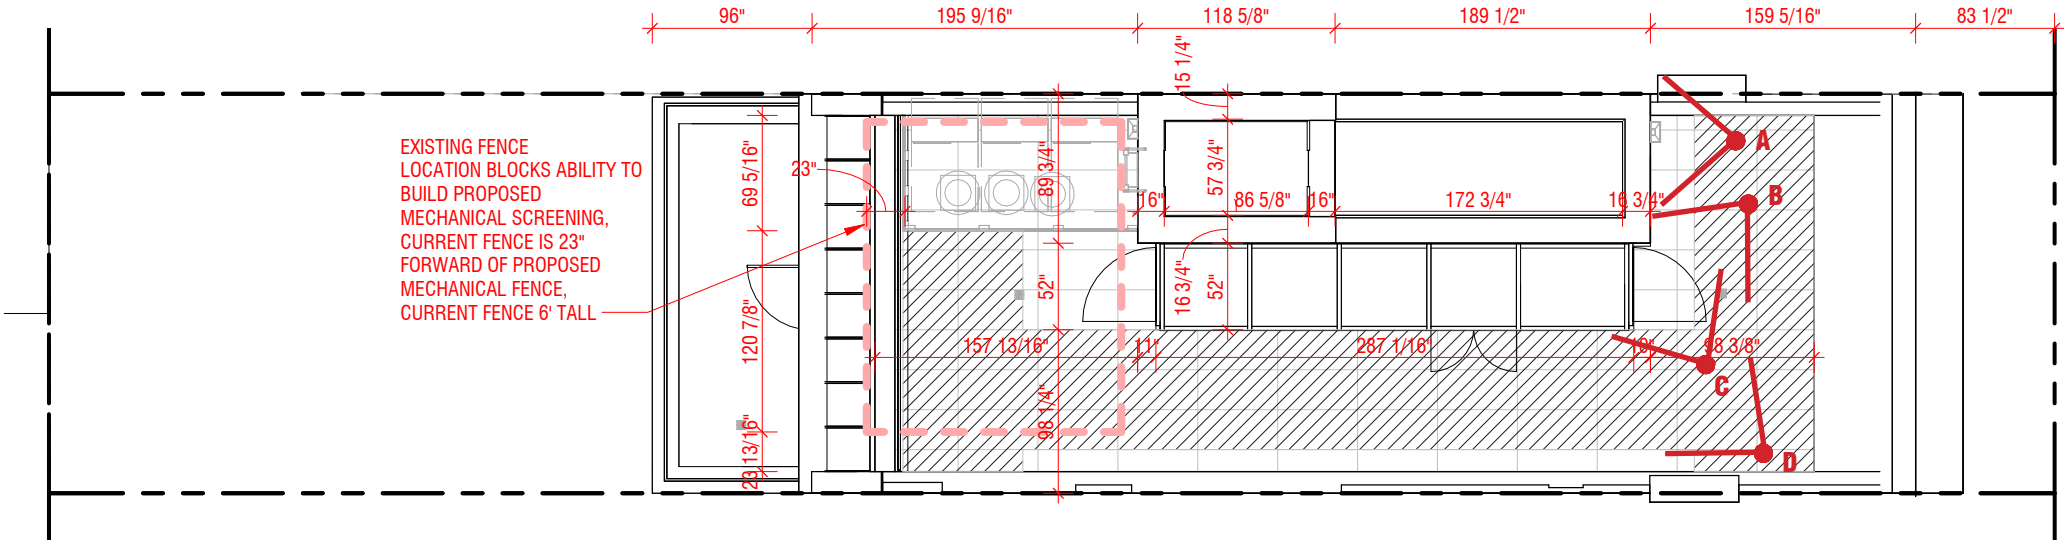 96"
195 9/16"
118 5/8"
189 1/2"
159 5/16"
83 1/2"
15 1/4"
EXISTING FENCE
LOCATION BLOCKS ABILITY TO
BUILD PROPOSED
MECHANICAL SCREENING,
CURRENT FENCE IS 23"
FORWARD OF PROPOSED
MECHANICAL FENCE,
CURRENT FENCE 6' TALL
69 5/16"
23"
89 3/4"
57 3/4"
16"
86 5/8"
16"
172 3/4"
16 3/4"
A
B
120 7/8"
52"
16 3/4"
52"
157 13/16"
11"
287 1/16"
98 3/8"
C
98 1/4"
23 13/16"
D